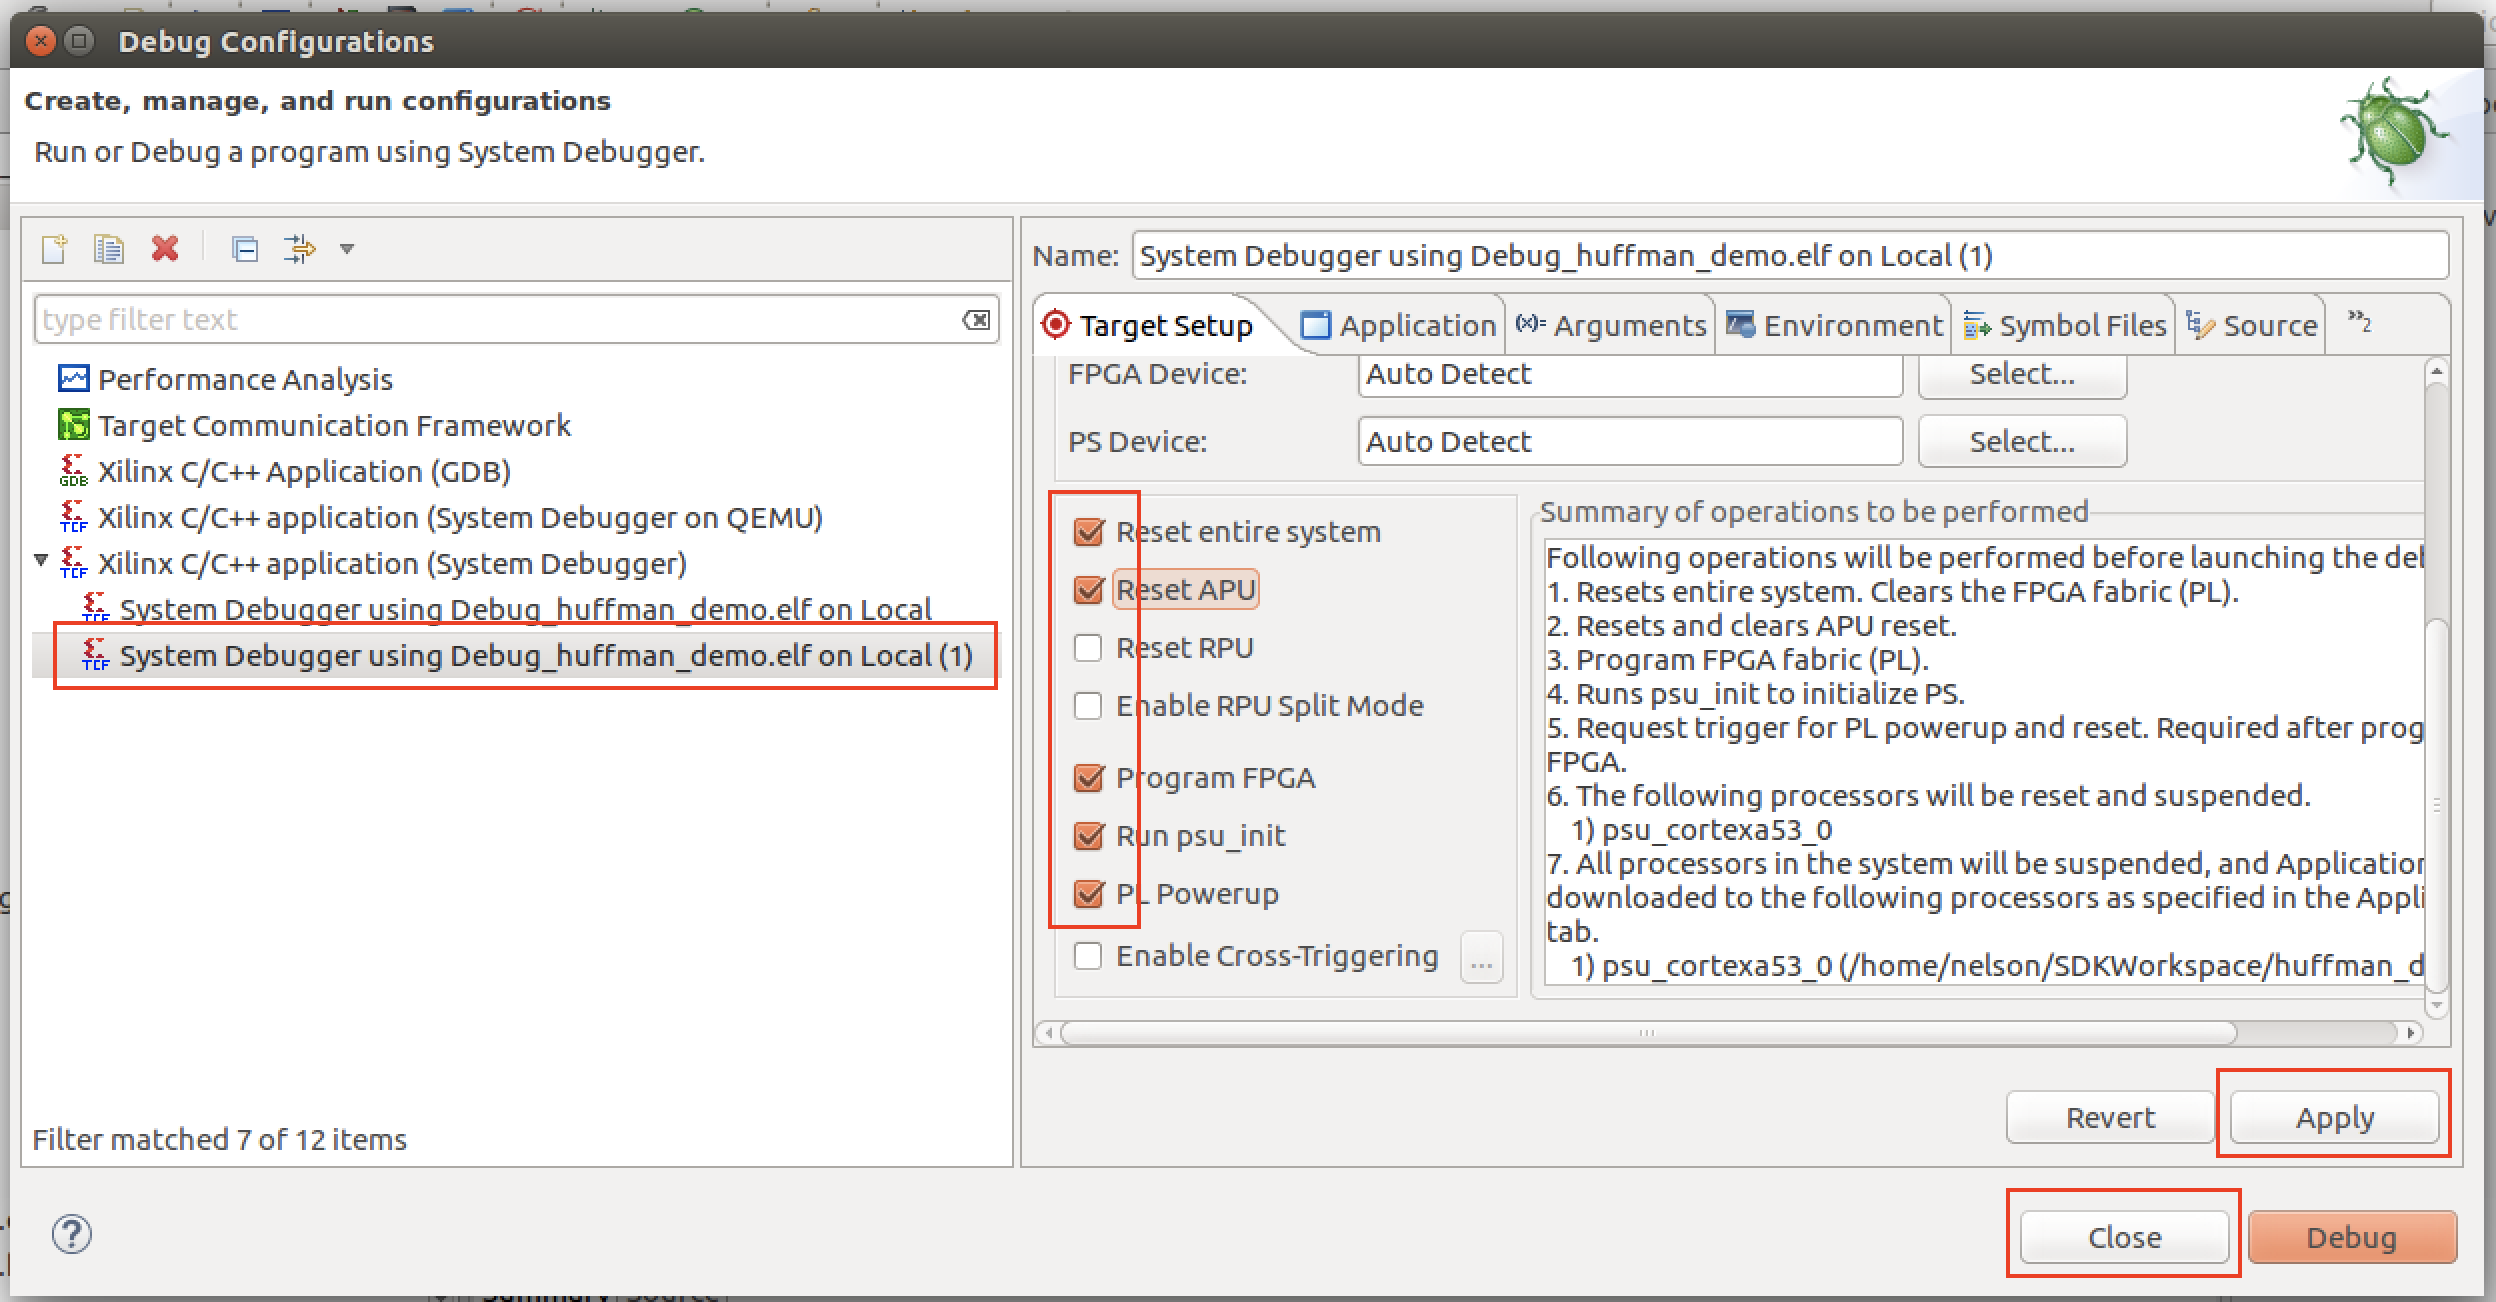 Debug Configurations
Create, manage, and run configurations
Run or Debug a program using System Debugger.
type filter text
Performance Analysis
Target Communication Framework
GDB Xilinx C/C++ Application (GDB)
TCF Xilinx C/C++ application (System Debugger on QEMU)
TCF Xilinx C/C++ application (System Debugger)
TCF System Debugger using Debug_huffman_demo.elf on Local
TCF System Debugger using Debug_huffman_demo.elf on Local (1)
Filter matched 7 of 12 items
Name: System Debugger using Debug_huffman_demo.elf on Local (1)
Target Setup Application (x)= Arguments Environment Symbol Files Source »2
FPGA Device: Auto Detect Select...
PS Device: Auto Detect Select...
Reset entire system
Reset APU
Reset RPU
Enable RPU Split Mode
Program FPGA
Run psu_init
PL Powerup
Enable Cross-Triggering ...
Summary of operations to be performed
Following operations will be performed before launching the
1. Resets entire system. Clears the FPGA fabric (PL).
2. Resets and clears APU reset.
3. Program FPGA fabric (PL).
4. Runs psu_init to initialize PS.
5. Request trigger for PL powerup and reset. Required after prog
FPGA.
6. The following processors will be reset and suspended.
1) psu_cortexa53_0
7. All processors in the system will be suspended, and Application
downloaded to the following processors as specified in the Appli
tab.
1) psu_cortexa53_0 (/home/nelson/SDKWorkspace/huffman_d
Revert Apply
? Close Debug